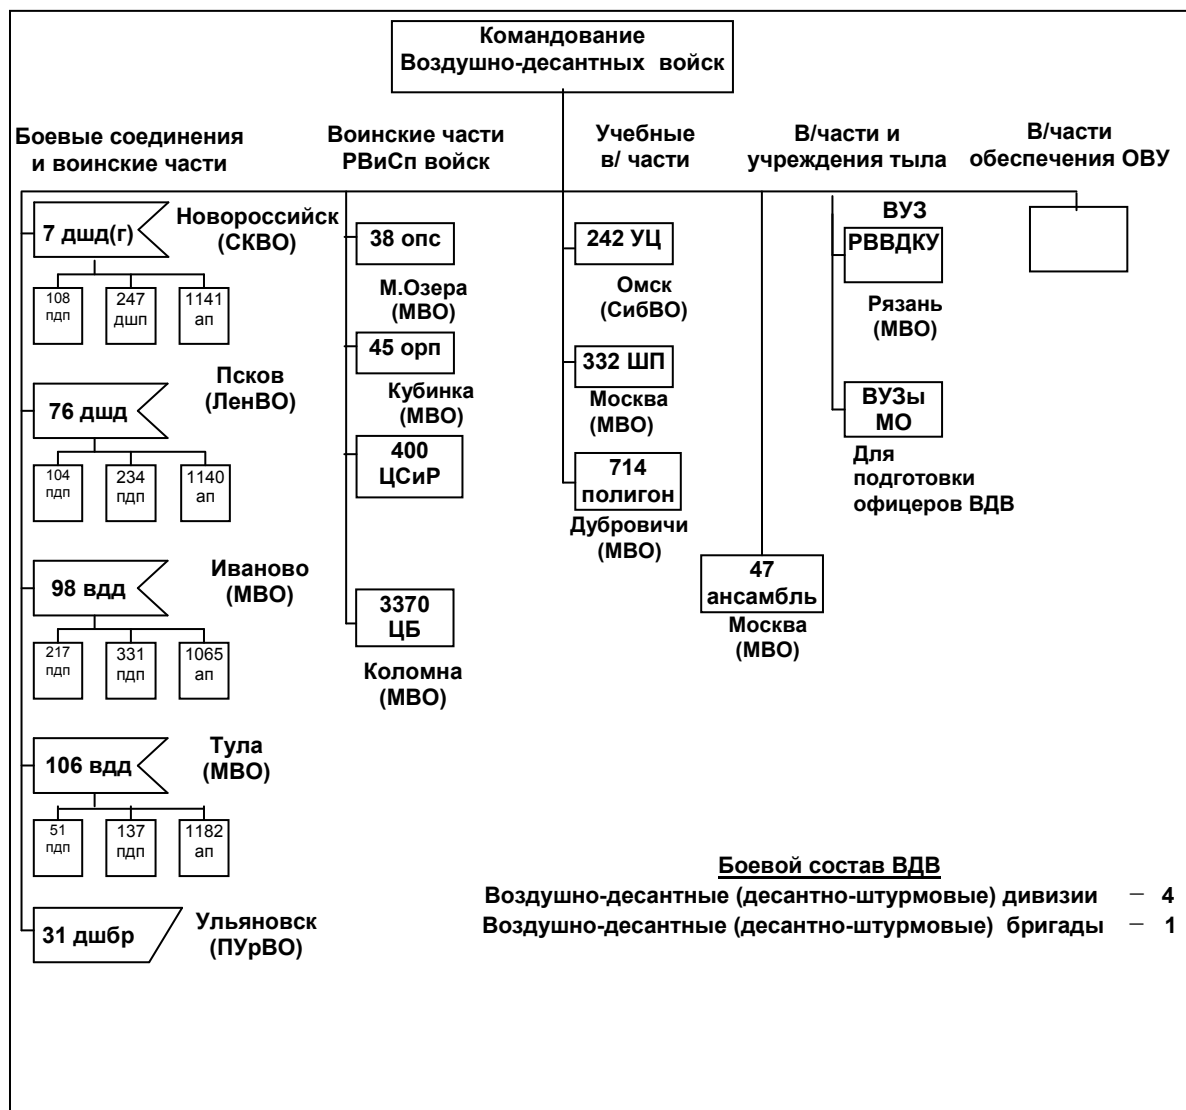 Командование
Воздушно-десантных войск
Боевые соединения
и воинские части
Воинские части
РВиСп войск
Учебные
в/ части
В/части и
учреждения тыла
В/части
обеспечения ОВУ
7 дшд(г)
Новороссийск
(СКВО)
108
пдп
247
дшп
1141
ап
76 дшд
Псков
(ЛенВО)
104
пдп
234
пдп
1140
ап
98 вдд
Иваново
(МВО)
217
пдп
331
пдп
1065
ап
106 вдд
Тула
(МВО)
51
пдп
137
пдп
1182
ап
31 дшбр
Ульяновск
(ПУрВО)
38 опс
М.Озера
(МВО)
45 орп
Кубинка
(МВО)
400
ЦСиР
3370
ЦБ
Коломна
(МВО)
242 УЦ
Омск
(СибВО)
332 ШП
Москва
(МВО)
714
полигон
Дубровичи
(МВО)
47
ансамбль
Москва
(МВО)
ВУЗ
РВВДКУ
Рязань
(МВО)
ВУЗы
МО
Для
подготовки
офицеров ВДВ
Боевой состав ВДВ
Воздушно-десантные (десантно-штурмовые) дивизии – 4
Воздушно-десантные (десантно-штурмовые) бригады – 1